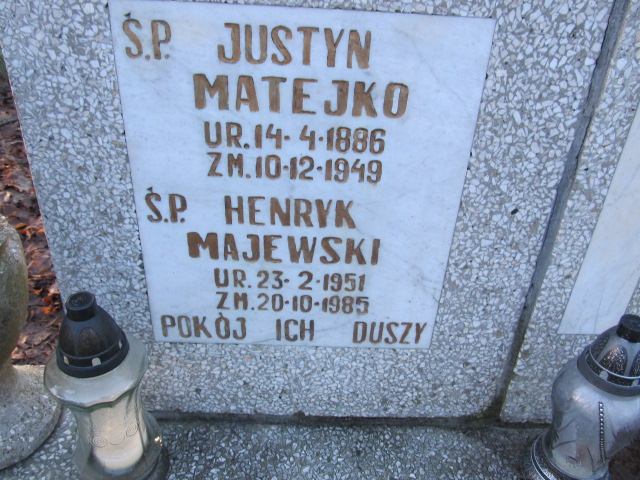 Ś.P. JUSTYN
MATEJKO
UR. 14-4-1886
ZM. 10-12-1949
Ś.P. HENRYK
MAJEWSKI
UR. 23-2-1951
ZM. 20-10-1985
POKÓJ ICH DUSZY